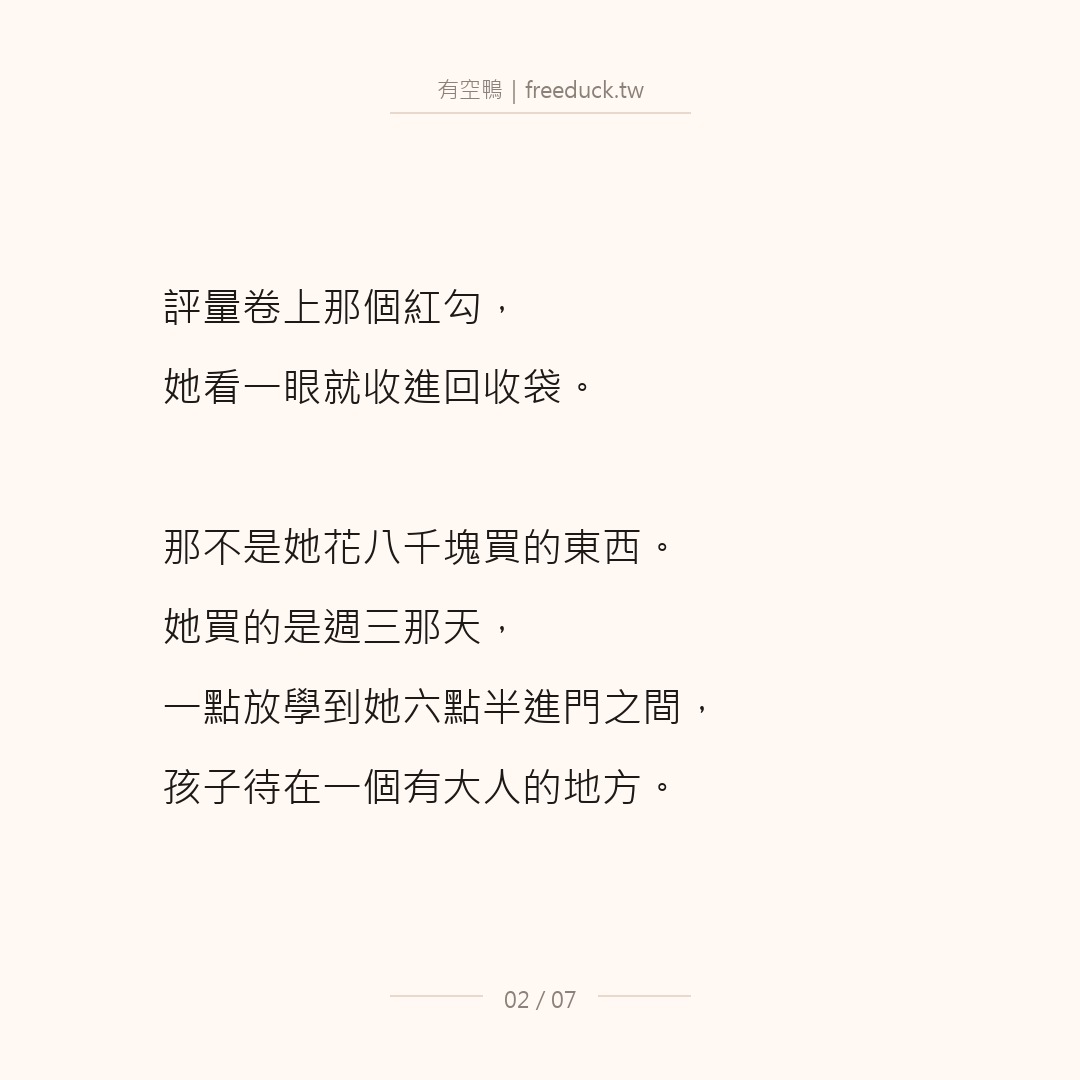 有空鴨 | freeduck.tw
評量卷上那個紅勾，
她看一眼就收進回收袋。
那不是她花八千塊買的東西。
她買的是週三那天，
一點放學到她六點半進門之間，
孩子待在一個有大人的地方。
02 / 07